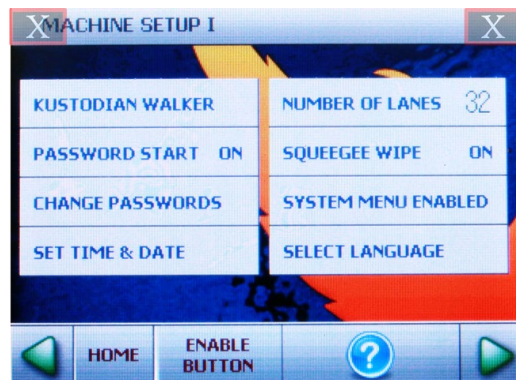 X MACHINE SETUP I X
KUSTODIAN WALKER
NUMBER OF LANES 32
PASSWORD START ON
SQUEEGEE WIPE ON
CHANGE PASSWORDS
SYSTEM MENU ENABLED
SET TIME & DATE
SELECT LANGUAGE
HOME
ENABLE
BUTTON
?